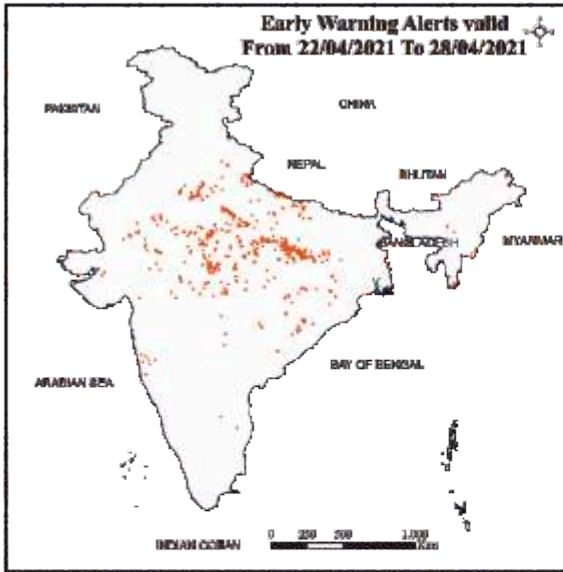 Early Warning Alerts valid
From 22/04/2021 To 28/04/2021
PAKISTAN
CHINA
NEPAL
BHUTAN
BANGLADESH
MYANMAR
BAY OF BENGAL
ARABIAN SEA
0 250 500 1,000
Kms
INDIAN OCEAN